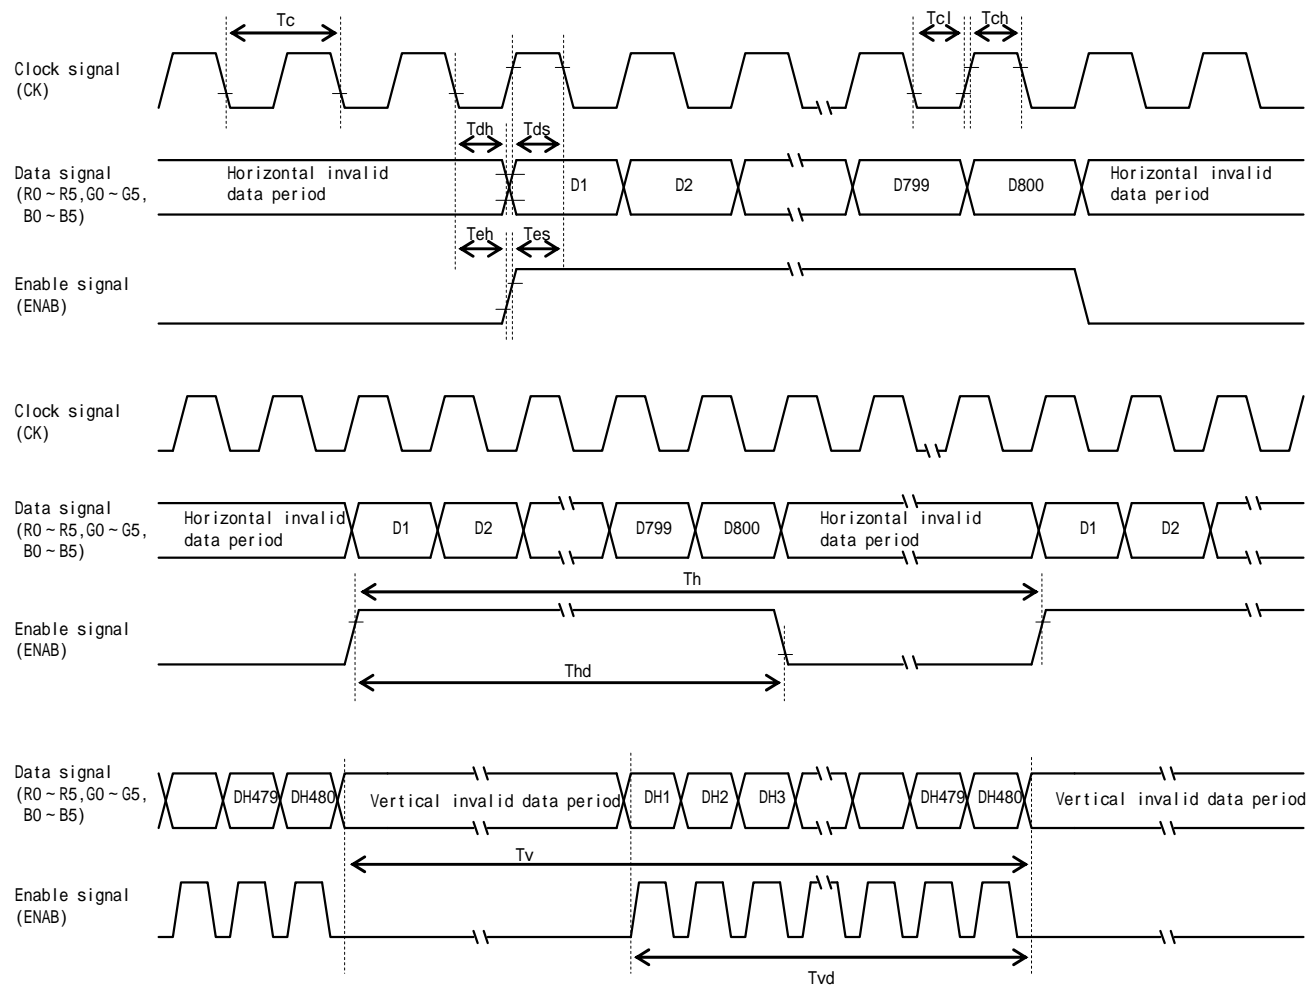 Tc
Tcl
Tch
Clock signal
(CK)
Tdh
Tds
Data signal
(R0～R5,G0～G5,
B0～B5)
Horizontal invalid
data period
D1
D2
D799
D800
Horizontal invalid
data period
Teh
Tes
Enable signal
(ENAB)
Clock signal
(CK)
Data signal
(R0～R5,G0～G5,
B0～B5)
Horizontal invalid
data period
D1
D2
D799
D800
Horizontal invalid
data period
D1
D2
Th
Enable signal
(ENAB)
Thd
Data signal
(R0～R5,G0～G5,
B0～B5)
DH479
DH480
Vertical invalid data period
DH1
DH2
DH3
DH479
DH480
Vertical invalid data period
Tv
Enable signal
(ENAB)
Tvd